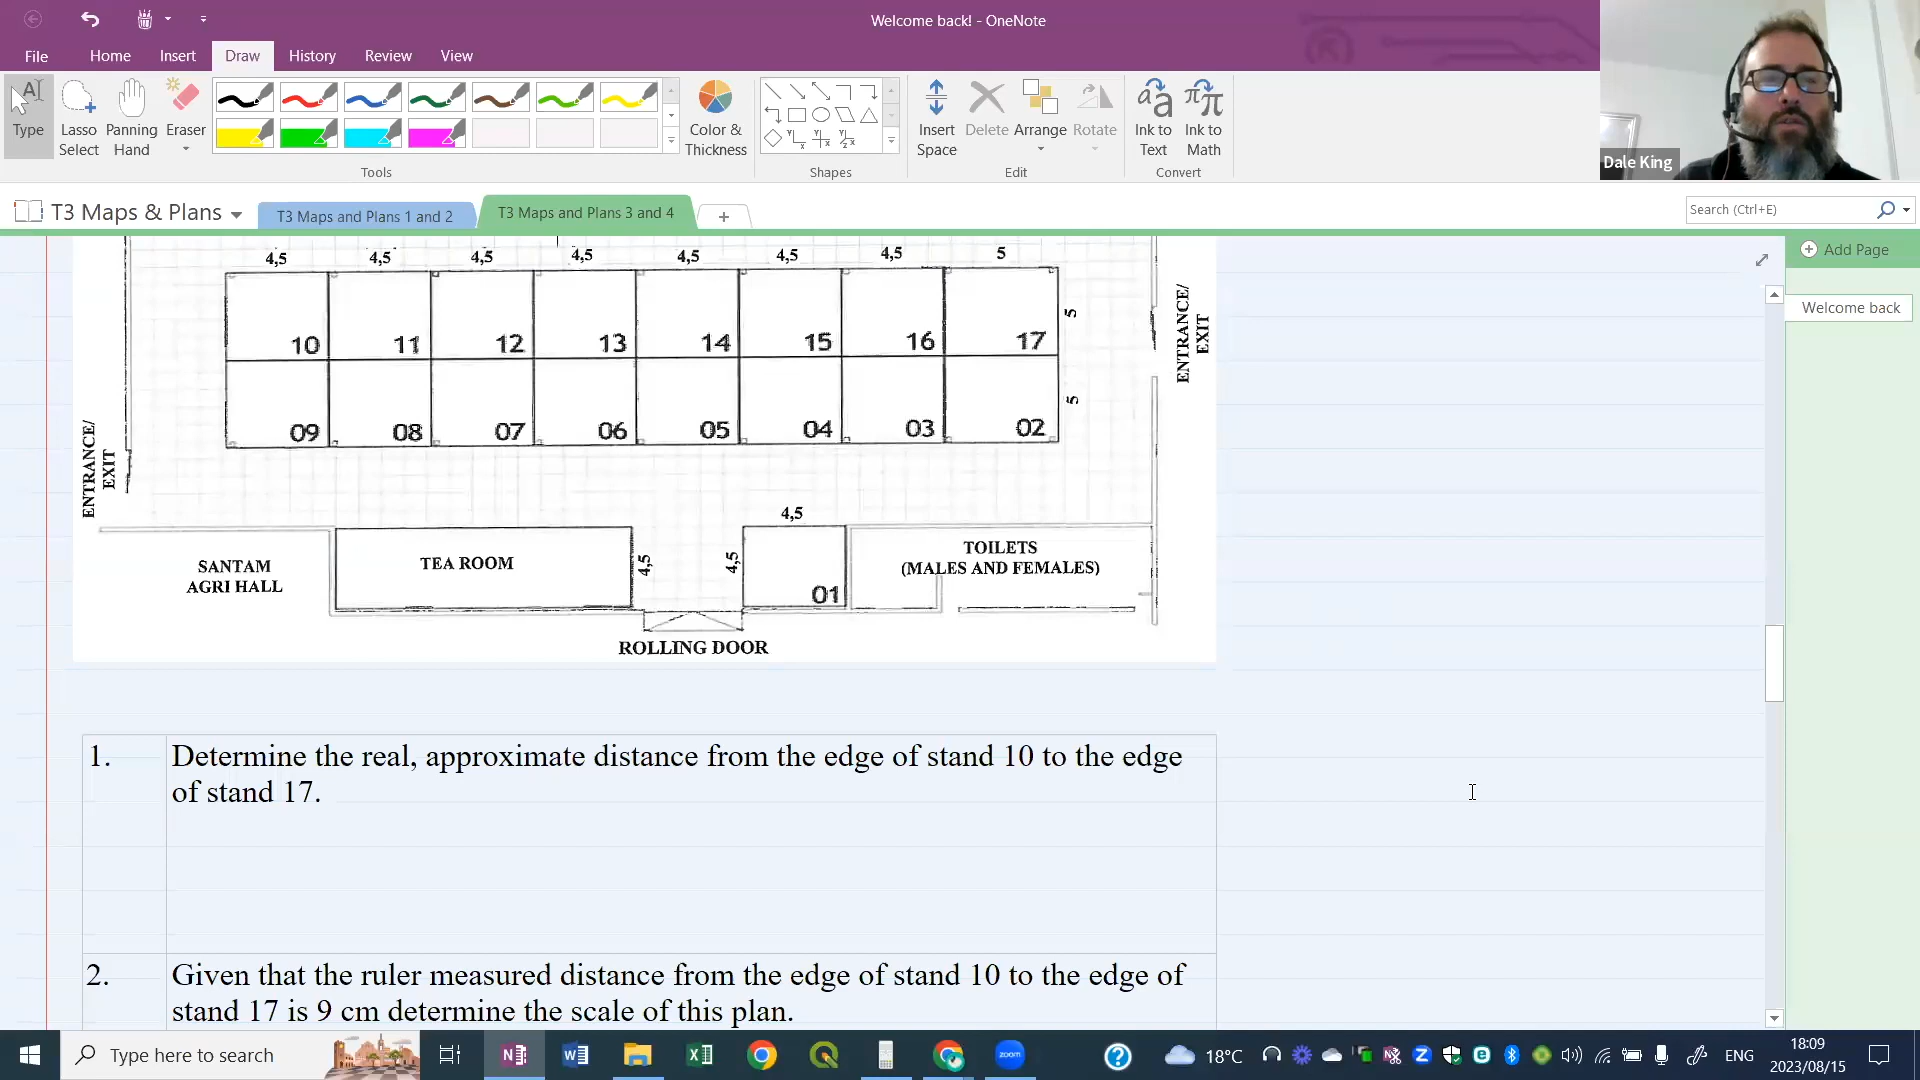 Welcome back! - OneNote
File
Home
Insert
Draw
History
Review
View
Type
Lasso
Select
Panning
Hand
Eraser
Color &
Thickness
Insert
Space
Delete
Arrange
Rotate
Ink to
Text
Ink to
Math
Tools
Shapes
Edit
Convert
Dale King
T3 Maps & Plans
T3 Maps and Plans 1 and 2
T3 Maps and Plans 3 and 4
Search (Ctrl+E)
Add Page
Welcome back
4,5 4,5 4,5 4,5 4,5 4,5 4,5 5
10 11 12 13 14 15 16 17
5
09 08 07 06 05 04 03 02
5
ENTRANCE/
EXIT
ENTRANCE/
EXIT
4,5
SANTAM
AGRI HALL
TEA ROOM
4,5
4,5
01
TOILETS
(MALES AND FEMALES)
ROLLING DOOR
1. Determine the real, approximate distance from the edge of stand 10 to the edge
of stand 17.
2. Given that the ruler measured distance from the edge of stand 10 to the edge of
stand 17 is 9 cm determine the scale of this plan.
Type here to search
zoom
18°C
ENG
18:09
2023/08/15